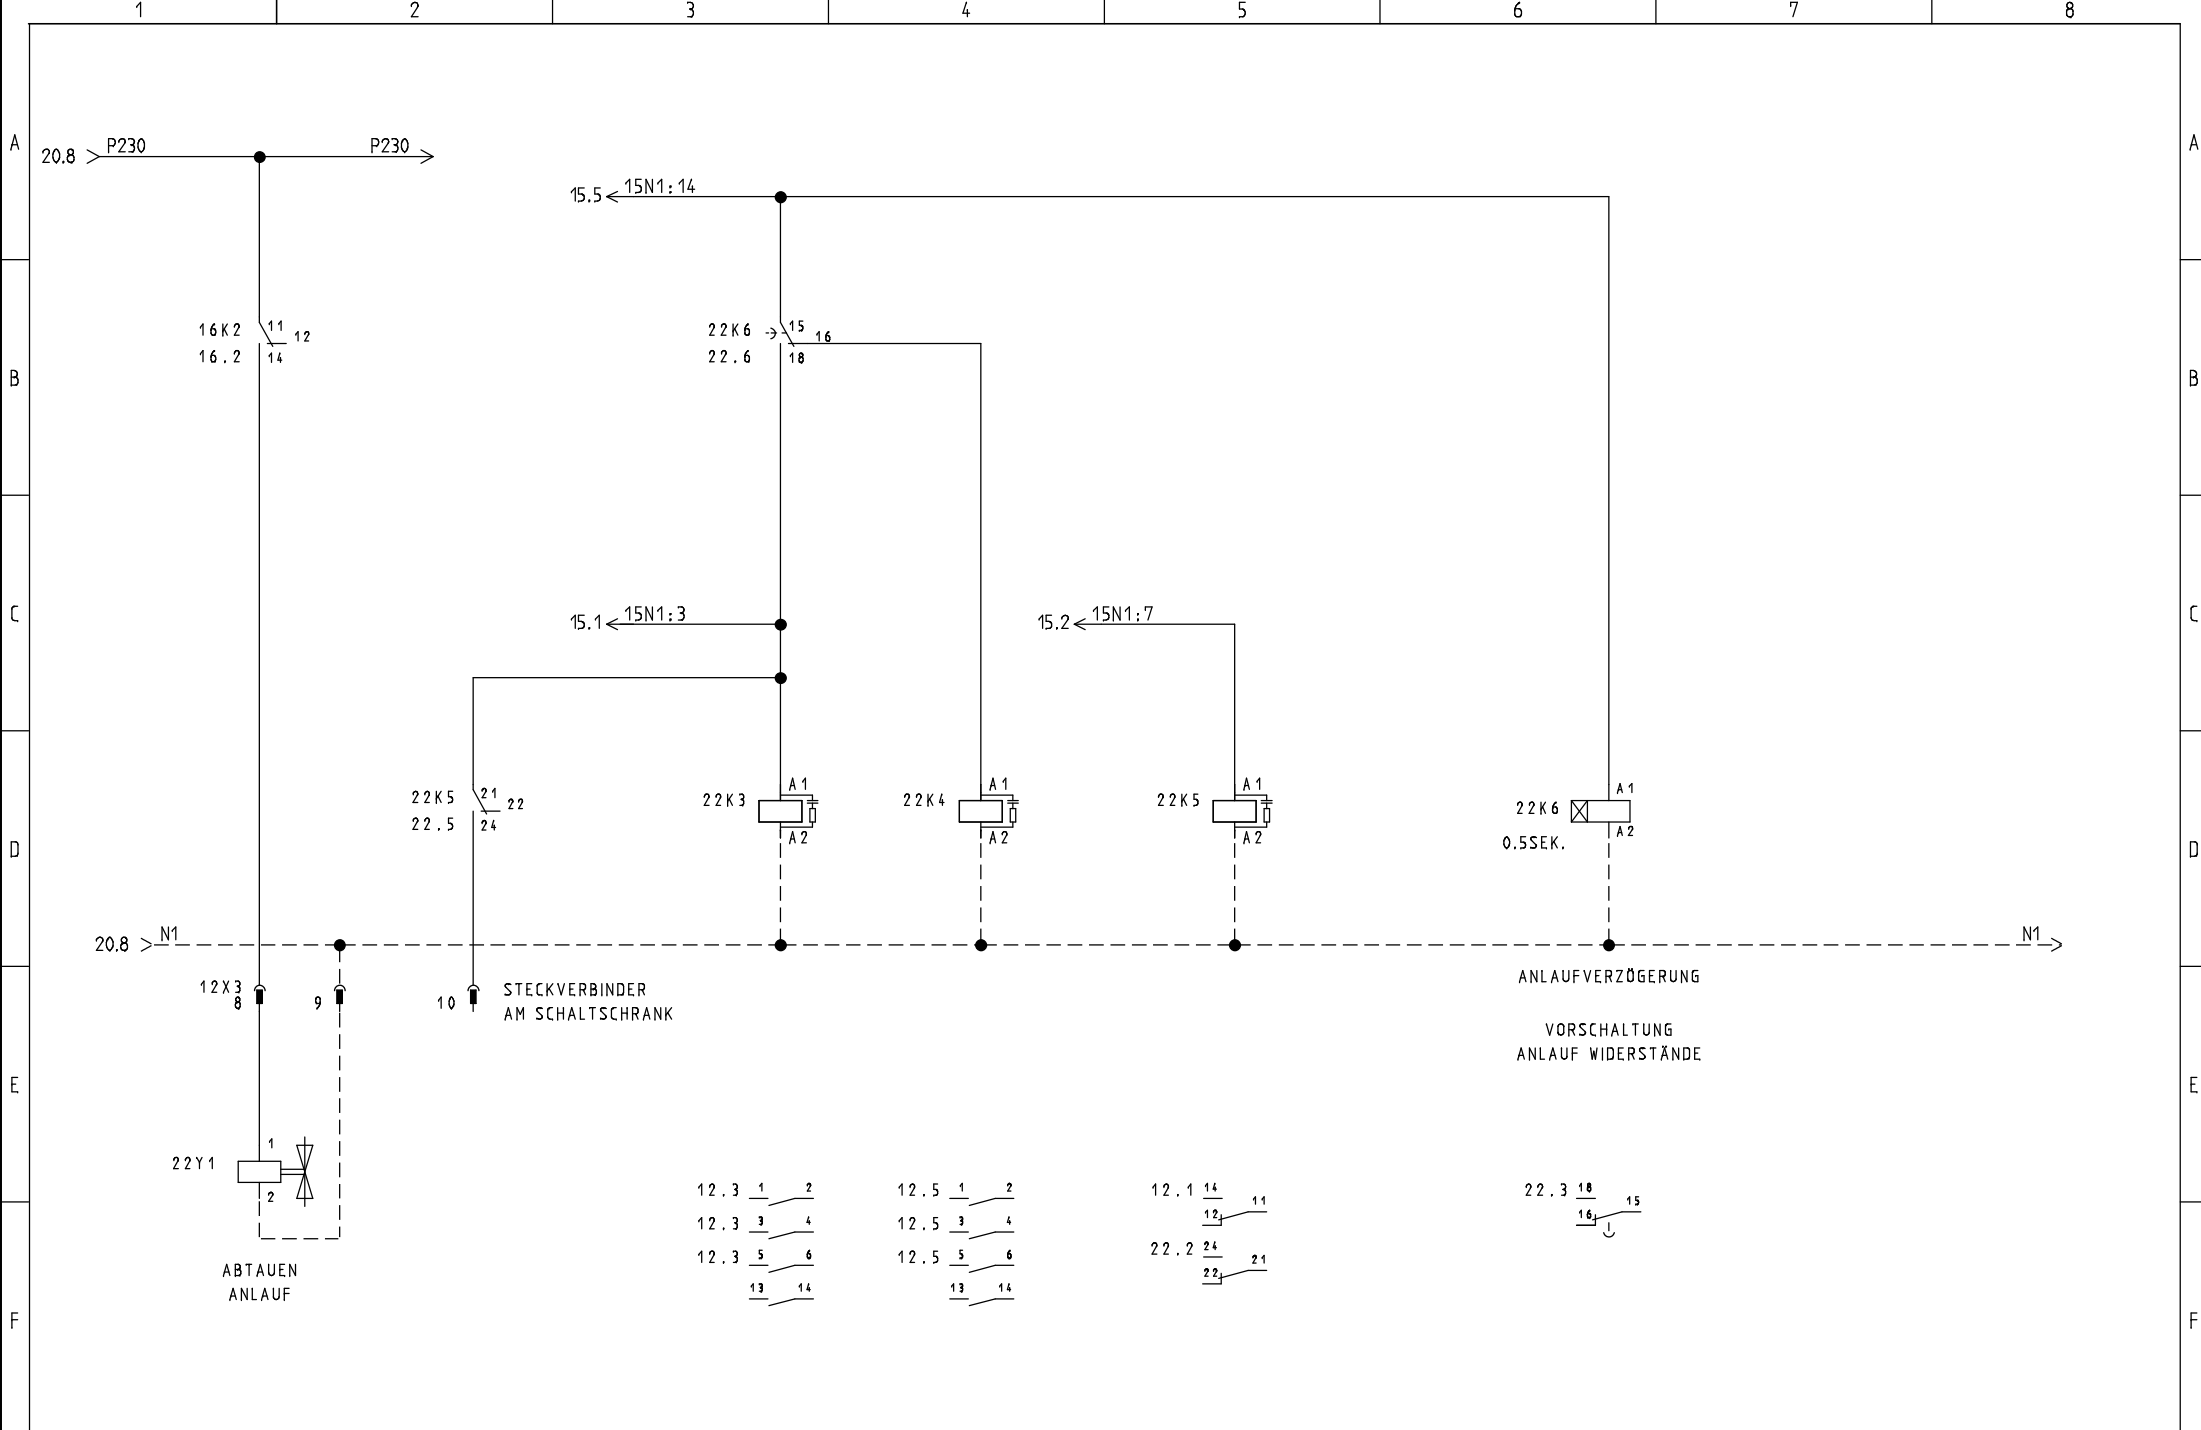 1 2 3 4 5 6 7 8
A A
20.8 P230 P230
15.5 15N1:14
16K2 11 12
16.2 14
22K6 15 16
22.6 18
B B
C C
15.1 15N1:3
15.2 15N1:7
22K5 21 22
22.5 24
22K3 A1
A2
22K4 A1
A2
22K5 A1
A2
22K6 A1
A2
0.5SEK.
D D
20.8 N1 N1
12X3
8 9 10
STECKVERBINDER
AM SCHALTSCHRANK
ANLAUFVERZÖGERUNG
VORSCHALTUNG
ANLAUF WIDERSTÄNDE
E E
22Y1 1
2
ABTAUEN
ANLAUF
12.3 1 2
12.3 3 4
12.3 5 6
13 14
12.5 1 2
12.5 3 4
12.5 5 6
13 14
12.1 14 11
12
22.2 24 21
22
22.3 18 15
16
F F